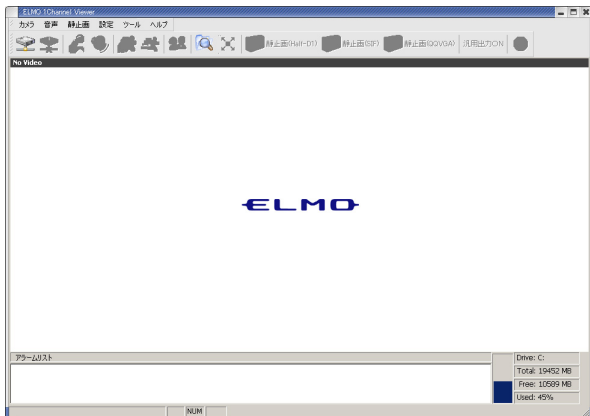 ELMO 1Channel Viewer
カメラ 音声 静止画 設定 ツール ヘルプ
静止画(Half-D1) 静止画(SIF) 静止画(QQVGA) 汎用出力ON
No Video
ELMO
アラームリスト
Drive: C:
Total: 19452 MB
Free: 10589 MB
Used: 45%
NUM